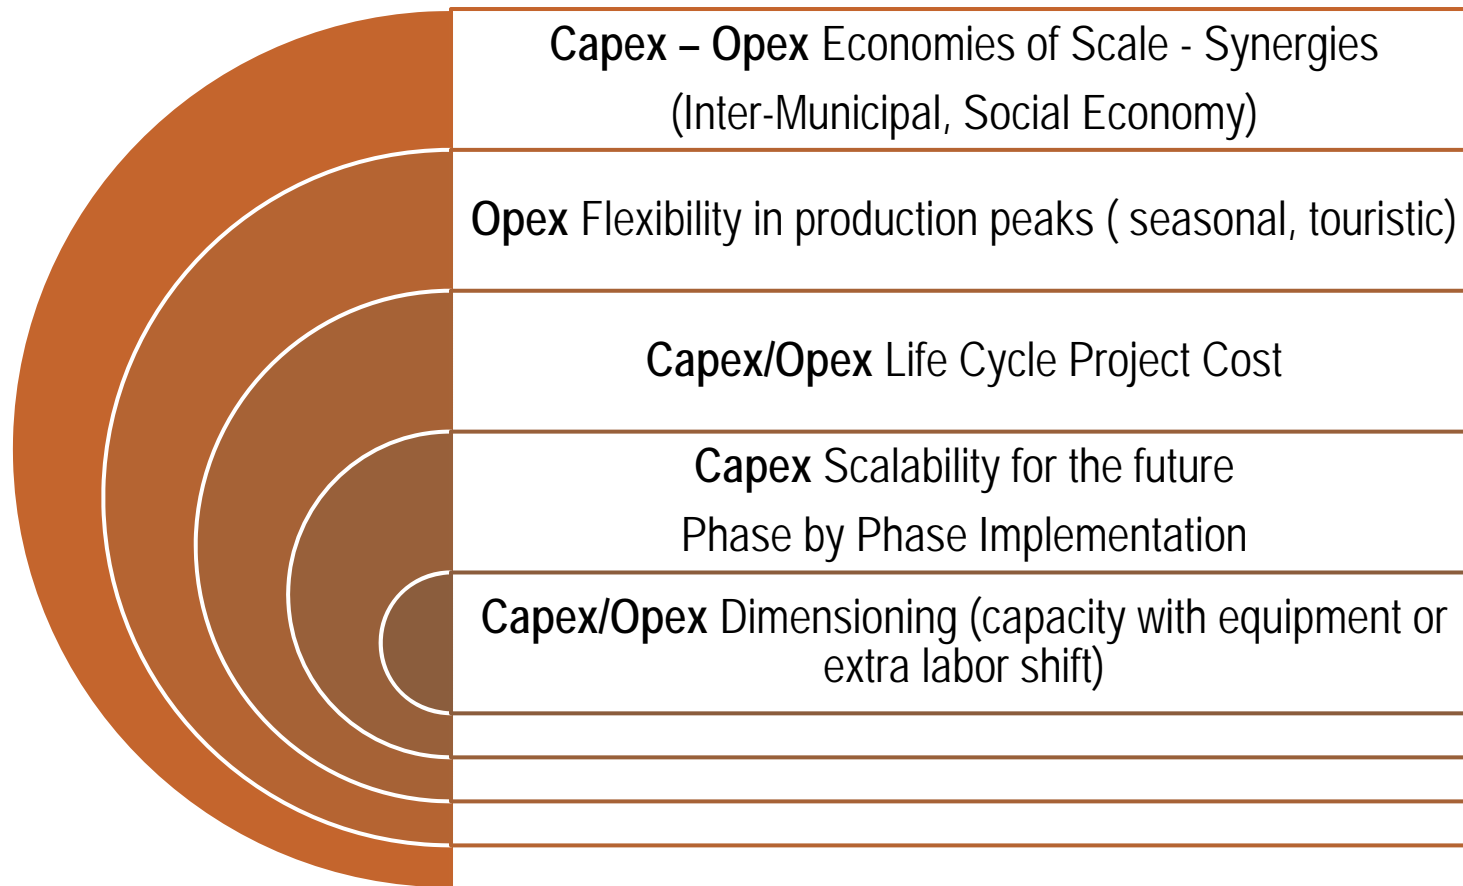 Capex – Opex Economies of Scale - Synergies
(Inter-Municipal, Social Economy)
Opex Flexibility in production peaks ( seasonal, touristic)
Capex/Opex Life Cycle Project Cost
Capex Scalability for the future
Phase by Phase Implementation
Capex/Opex Dimensioning (capacity with equipment or
extra labor shift)